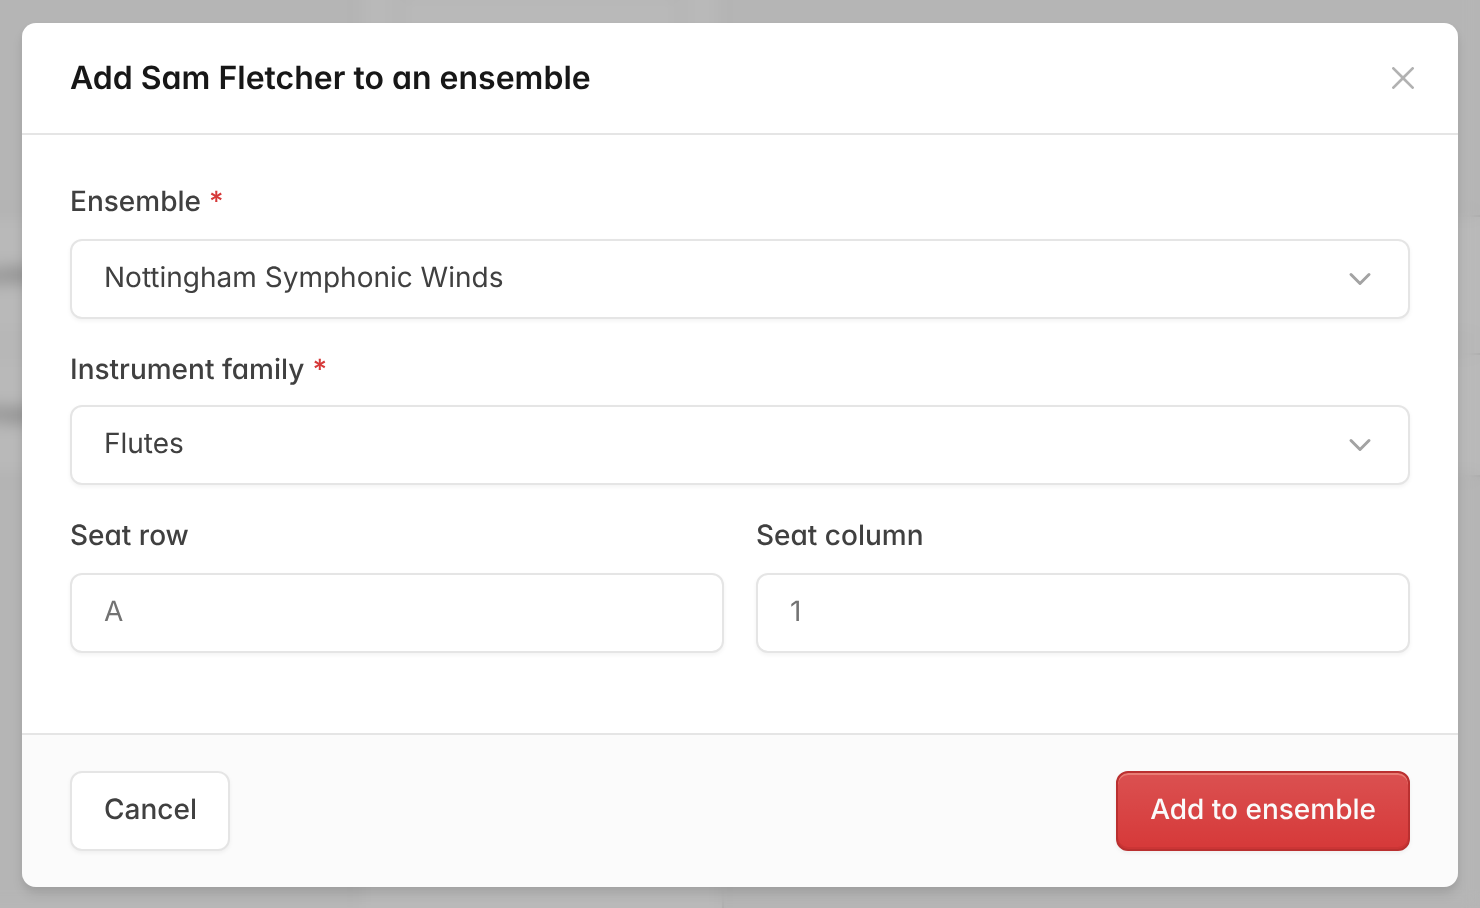 Add Sam Fletcher to an ensemble
Ensemble *
Nottingham Symphonic Winds
Instrument family *
Flutes
Seat row
Seat column
A
1
Cancel
Add to ensemble